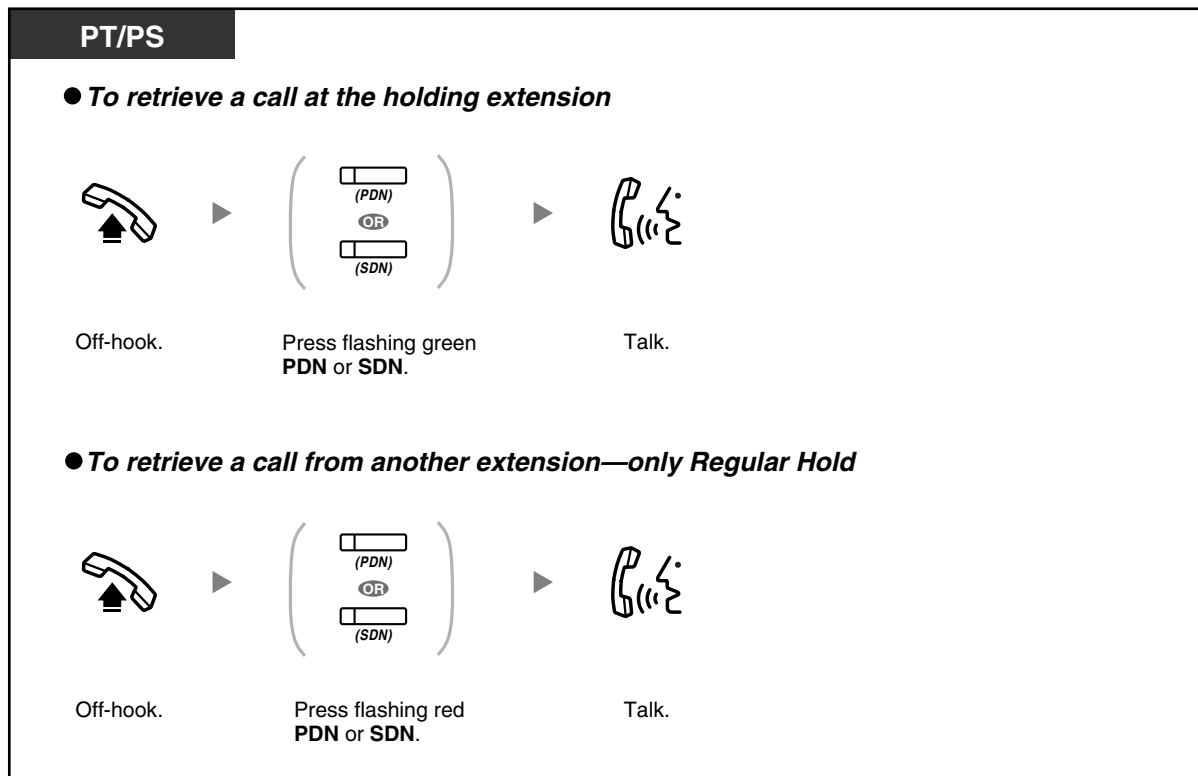 PT/PS
● To retrieve a call at the holding extension
(PDN)
OR
(SDN)
Off-hook.
Press flashing green
PDN or SDN.
Talk.
● To retrieve a call from another extension—only Regular Hold
(PDN)
OR
(SDN)
Off-hook.
Press flashing red
PDN or SDN.
Talk.